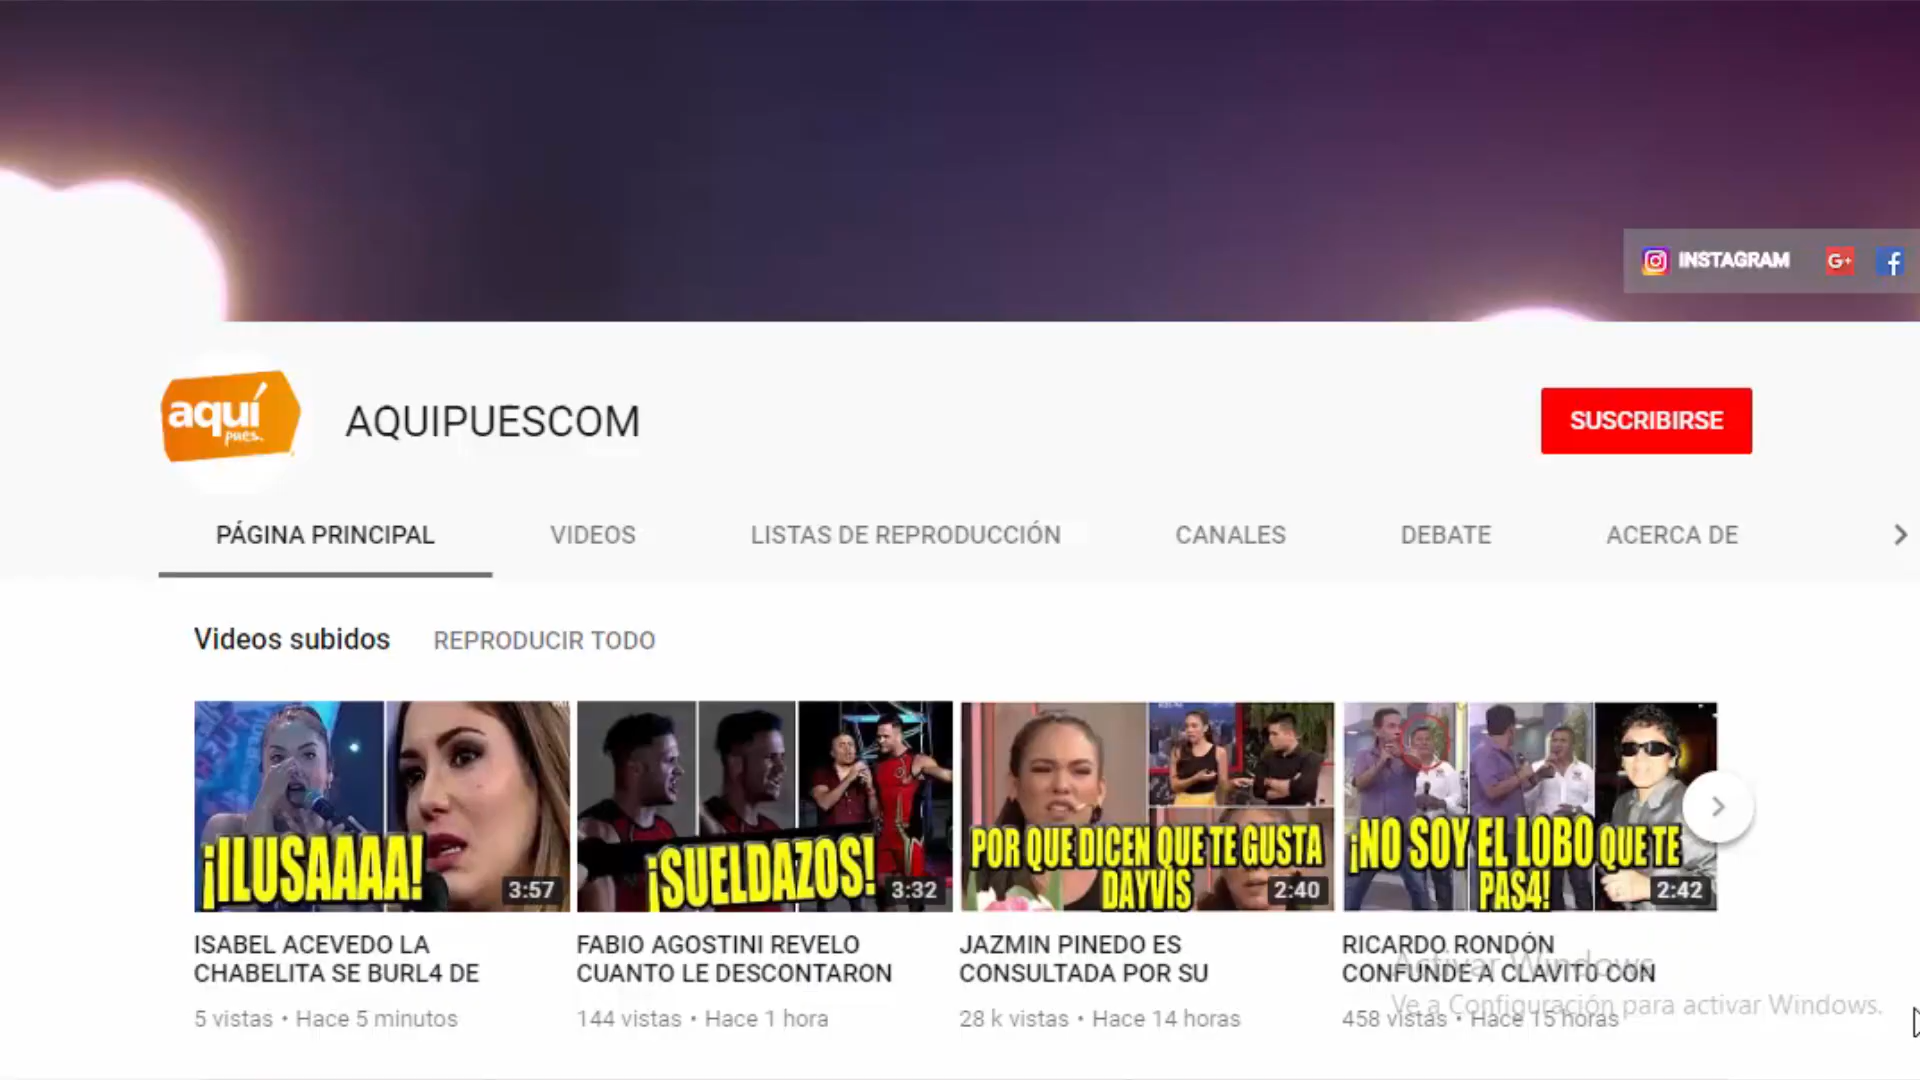 INSTAGRAM
G+
f
aquí
pues.
AQUIPUESCOM
SUSCRIBIRSE
PÁGINA PRINCIPAL
VIDEOS
LISTAS DE REPRODUCCIÓN
CANALES
DEBATE
ACERCA DE
Videos subidos
REPRODUCIR TODO
¡ILUSAAAA!
3:57
¡SUELDAZOS!
3:32
POR QUE DICEN QUE TE GUSTA
DAYVIS
2:40
¡NO SOY EL LOBO QUE TE
PAS4!
2:42
ISABEL ACEVEDO LA
CHABELITA SE BURL4 DE
5 vistas • Hace 5 minutos
FABIO AGOSTINI REVELO
CUANTO LE DESCONTARON
144 vistas • Hace 1 hora
JAZMIN PINEDO ES
CONSULTADA POR SU
28 k vistas • Hace 14 horas
RICARDO RONDÓN
CONFUNDE A CLAVIT0 CON
458 vistas • Hace 15 horas
Activar Windows
Ve a Configuración para activar Windows.